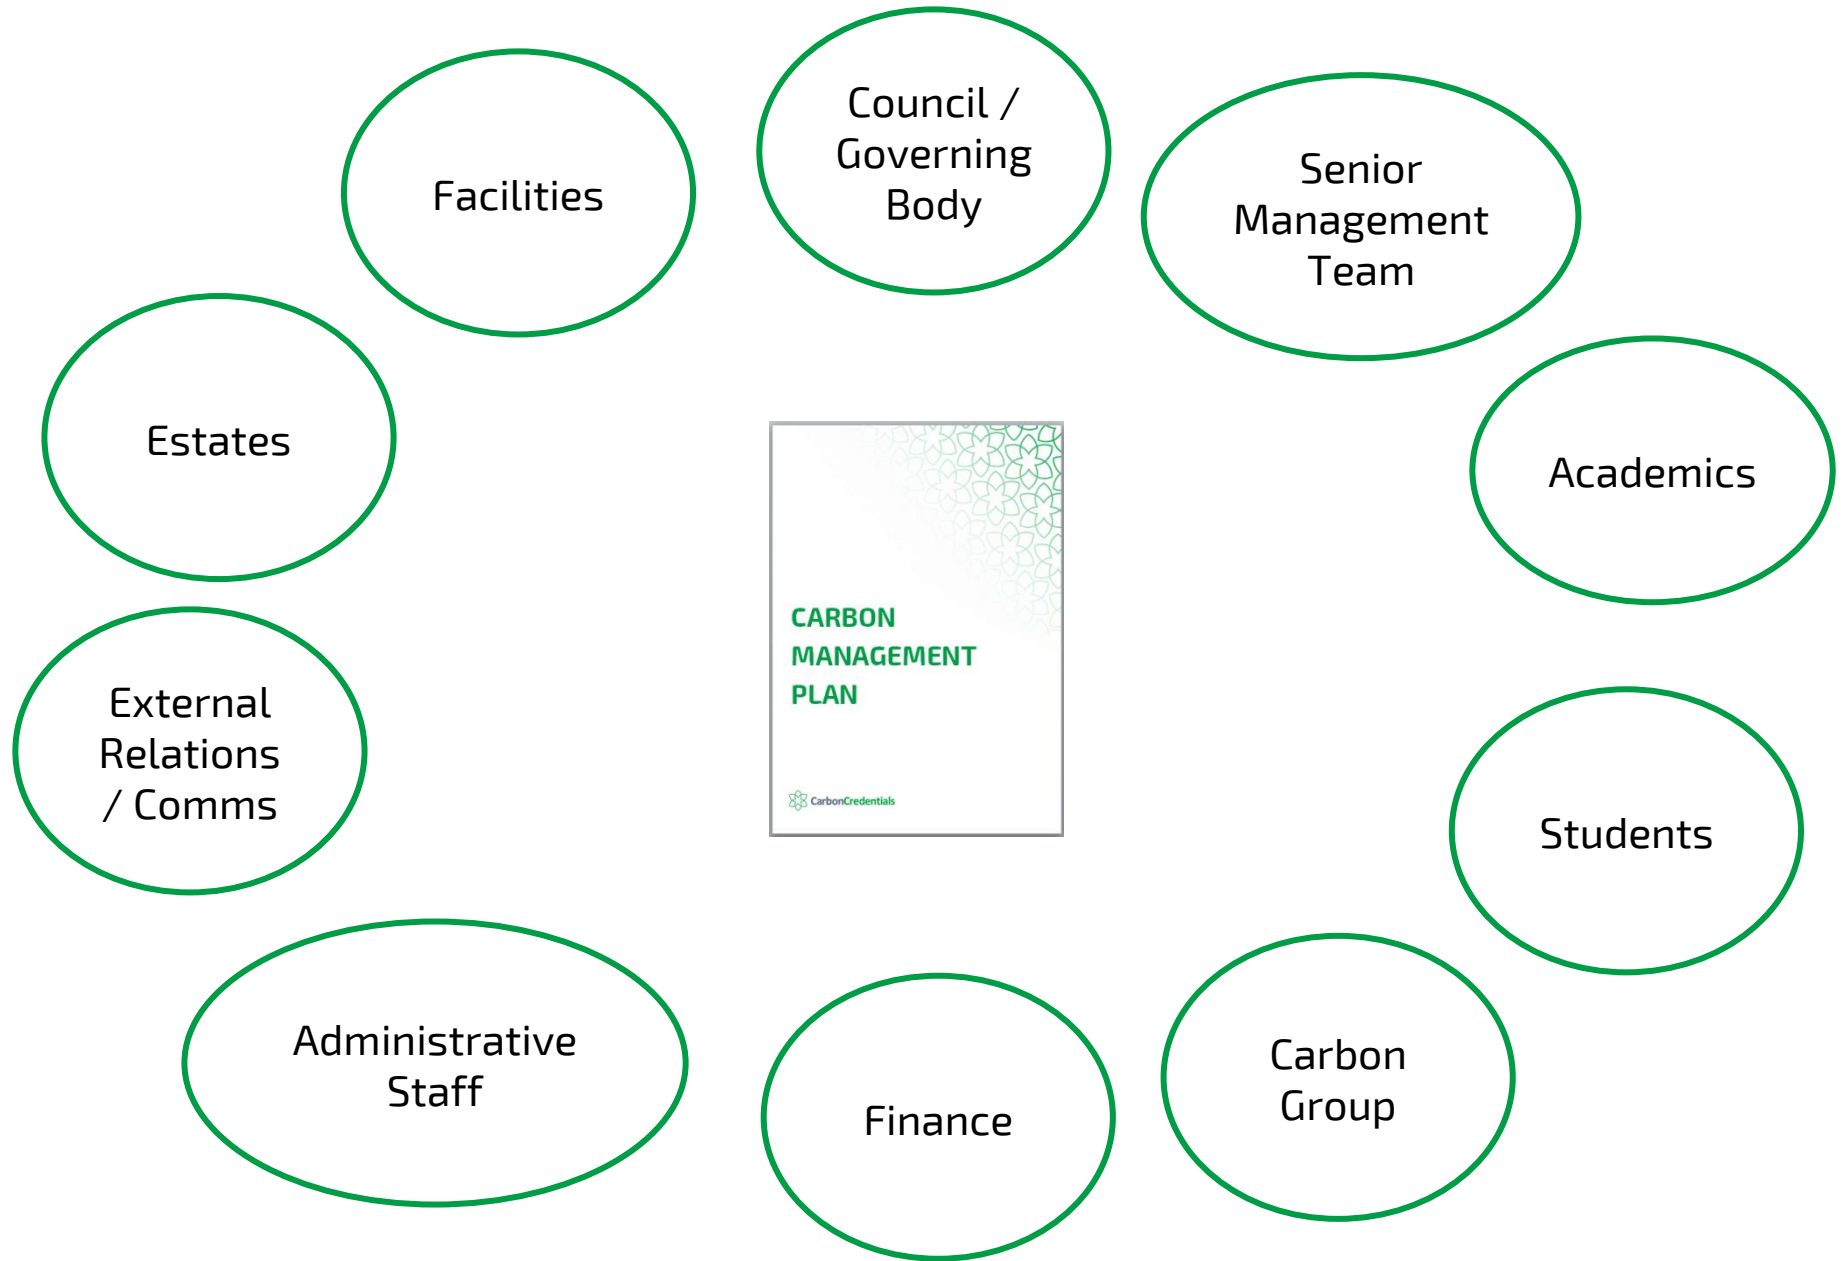 Council /
Governing
Body
Senior
Management
Team
Facilities
Academics
Estates
External
Relations
/ Comms
CARBON
MANAGEMENT
PLAN
CarbonCredentials
Students
Administrative
Staff
Finance
Carbon
Group